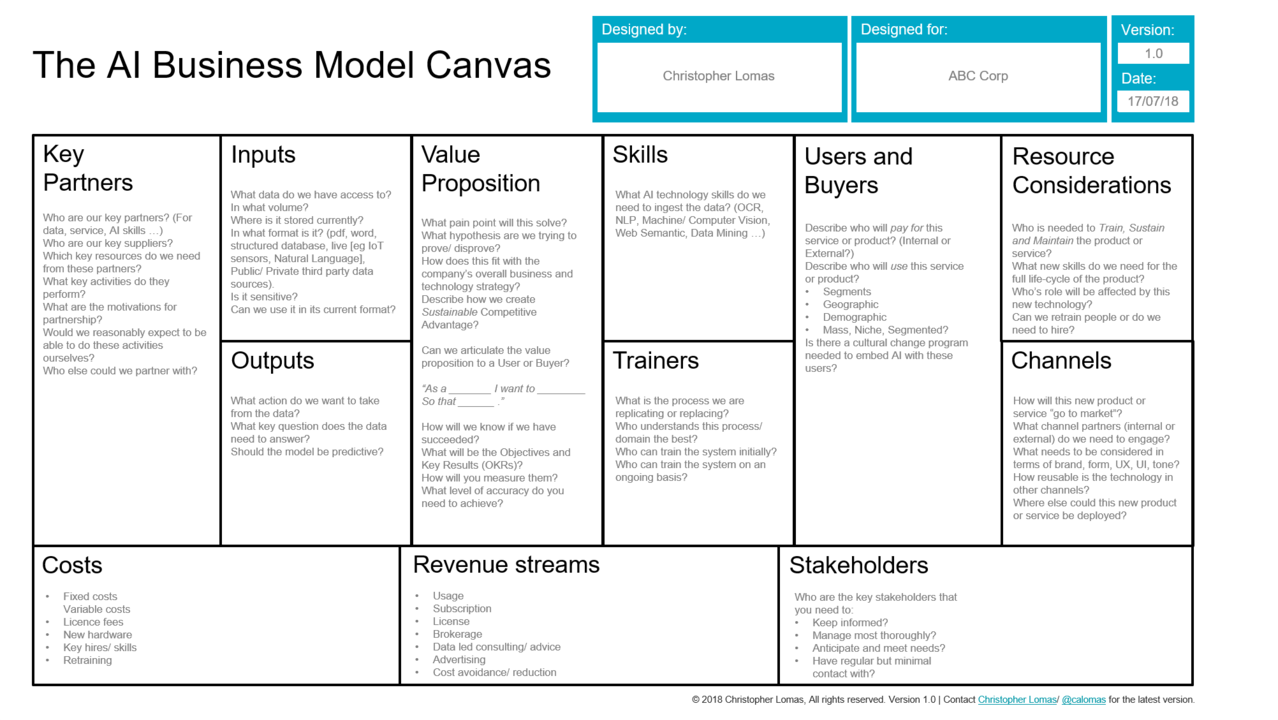 The AI Business Model Canvas
Designed by:
Christopher Lomas
Designed for:
ABC Corp
Version:
1.0
Date:
17/07/18
Key
Partners
Who are our key partners? (For
data, service, AI skills ...)
Who are our key suppliers?
Which key resources do we need
from these partners?
What key activities do they
perform?
What are the motivations for
partnership?
Would we reasonably expect to be
able to do these activities
ourselves?
Who else could we partner with?
Inputs
What data do we have access to?
In what volume?
Where is it stored currently?
In what format is it? (pdf, word,
structured database, live [eg IoT
sensors, Natural Language],
Public/ Private third party data
sources).
Is it sensitive?
Can we use it in its current format?
Outputs
What action do we want to take
from the data?
What key question does the data
need to answer?
Should the model be predictive?
Value
Proposition
What pain point will this solve?
What hypothesis are we trying to
prove/ disprove?
How does this fit with the
company's overall business and
technology strategy?
Describe how we create
Sustainable Competitive
Advantage?
Can we articulate the value
proposition to a User or Buyer?
"As a _______ I want to ________
So that ______ ."
How will we know if we have
succeeded?
What will be the Objectives and
Key Results (OKRs)?
How will you measure them?
What level of accuracy do you
need to achieve?
Skills
What AI technology skills do we
need to ingest the data? (OCR,
NLP, Machine/ Computer Vision,
Web Semantic, Data Mining ...)
Trainers
What is the process we are
replicating or replacing?
Who understands this process/
domain the best?
Who can train the system initially?
Who can train the system on an
ongoing basis?
Users and
Buyers
Describe who will pay for this
service or product? (Internal or
External?)
Describe who will use this service
or product?
• Segments
• Geographic
• Demographic
• Mass, Niche, Segmented?
Is there a cultural change program
needed to embed AI with these
users?
Resource
Considerations
Who is needed to Train, Sustain
and Maintain the product or
service?
What new skills do we need for the
full life-cycle of the product?
Who's role will be affected by this
new technology?
Can we retrain people or do we
need to hire?
Channels
How will this new product or
service "go to market"?
What channel partners (internal or
external) do we need to engage?
What needs to be considered in
terms of brand, form, UX, UI, tone?
How reusable is the technology in
other channels?
Where else could this new product
or service be deployed?
Costs
• Fixed costs
Variable costs
• Licence fees
• New hardware
• Key hires/ skills
• Retraining
Revenue streams
• Usage
• Subscription
• License
• Brokerage
• Data led consulting/ advice
• Advertising
• Cost avoidance/ reduction
Stakeholders
Who are the key stakeholders that
you need to:
• Keep informed?
• Manage most thoroughly?
• Anticipate and meet needs?
• Have regular but minimal
contact with?
© 2018 Christopher Lomas, All rights reserved. Version 1.0 | Contact Christopher Lomas/ @calomas for the latest version.